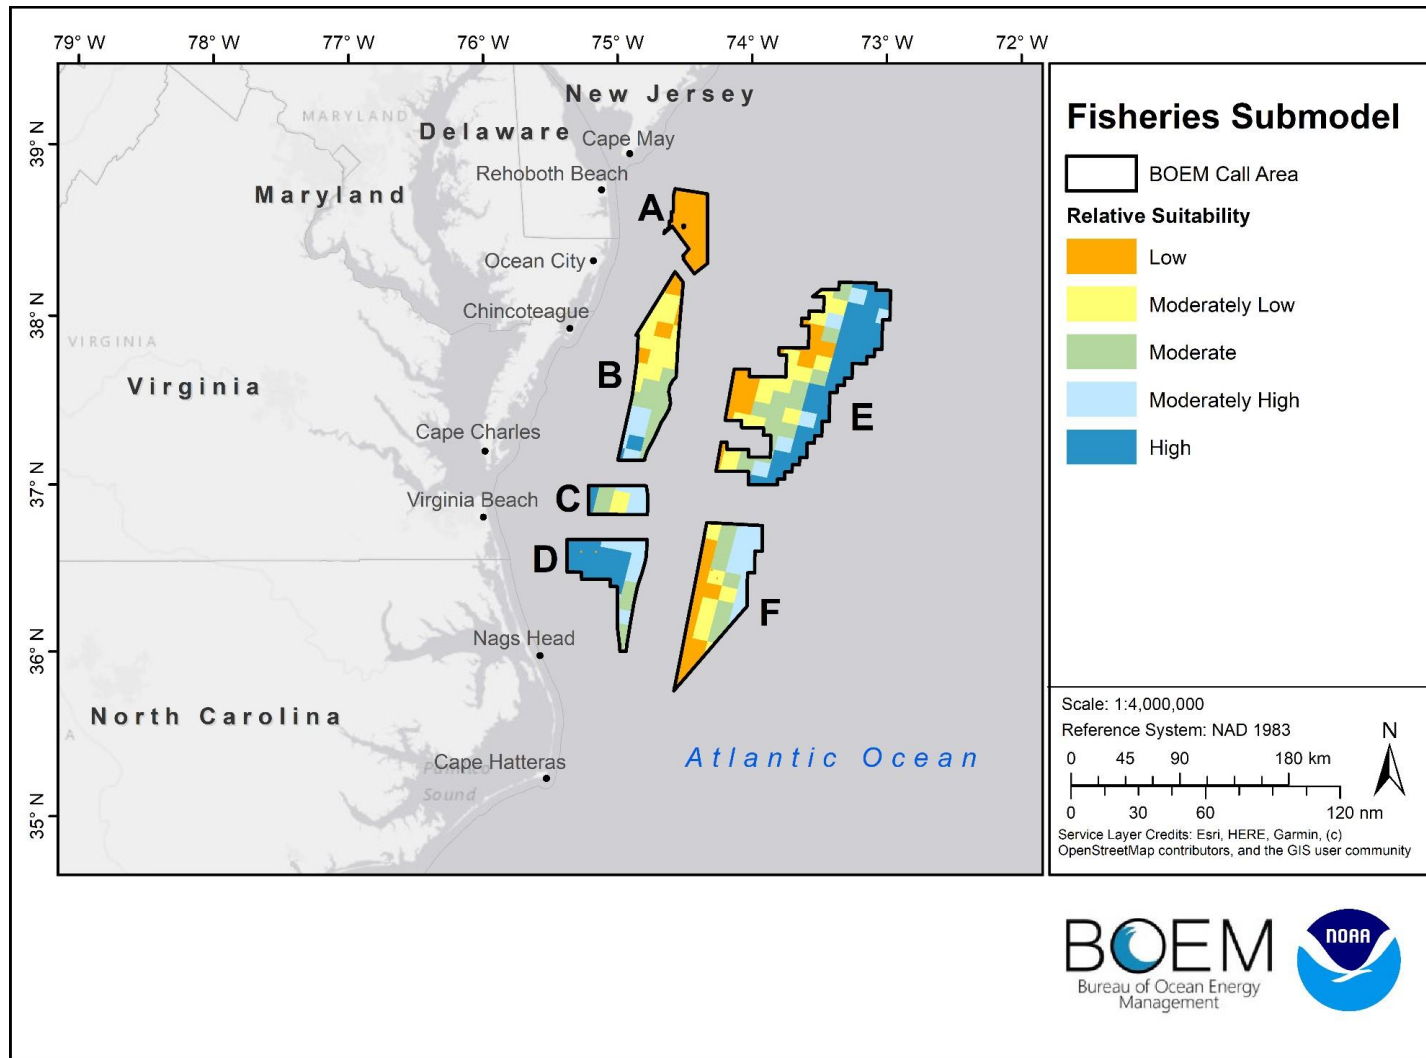 79° W 78° W 77° W 76° W 75° W 74° W 73° W 72° W
39° N
38° N
37° N
36° N
35° N
New Jersey
MARYLAND
Delaware
Cape May
Rehoboth Beach
Maryland
A
Ocean City
Chincoteague
VIRGINIA
B
Virginia
E
Cape Charles
C
Virginia Beach
D
F
Nags Head
North Carolina
A
Atlantic Ocean
Cape Hatteras
Pamlico
Sound
Fisheries Submodel
BOEM Call Area
Relative Suitability
Low
Moderately Low
Moderate
Moderately High
High
Scale: 1:4,000,000
Reference System: NAD 1983
N
0 45 90 180 km
0 30 60 120 nm
Service Layer Credits: Esri, HERE, Garmin, (c)
OpenStreetMap contributors, and the GIS user community
BOEM
Bureau of Ocean Energy
Management
NOAA